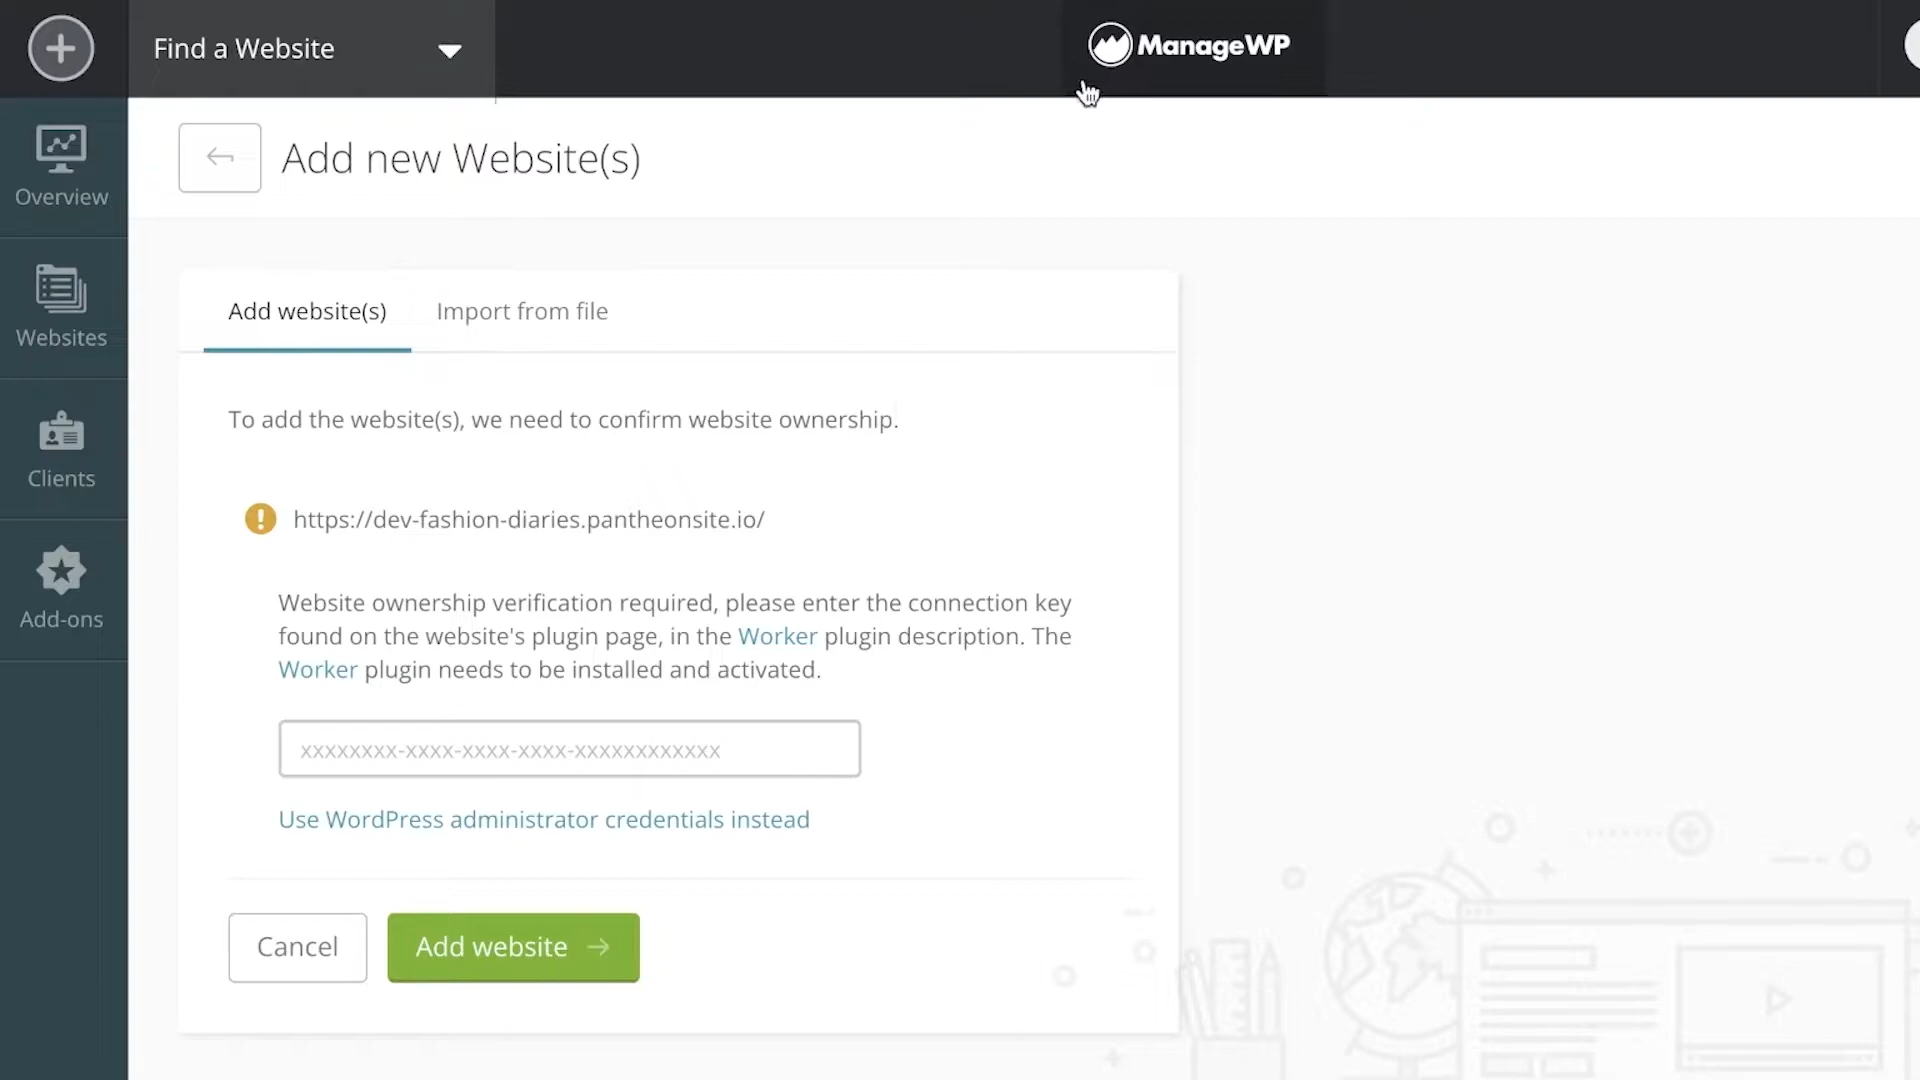 Find a Website
ManageWP
Add new Website(s)
Overview
Websites
Clients
Add-ons
Add website(s)
Import from file
To add the website(s), we need to confirm website ownership.
https://dev-fashion-diaries.pantheonsite.io/
Website ownership verification required, please enter the connection key
found on the website's plugin page, in the Worker plugin description. The
Worker plugin needs to be installed and activated.
xxxxxxxx-xxxx-xxxx-xxxx-xxxxxxxxxxxx
Use WordPress administrator credentials instead
Cancel
Add website